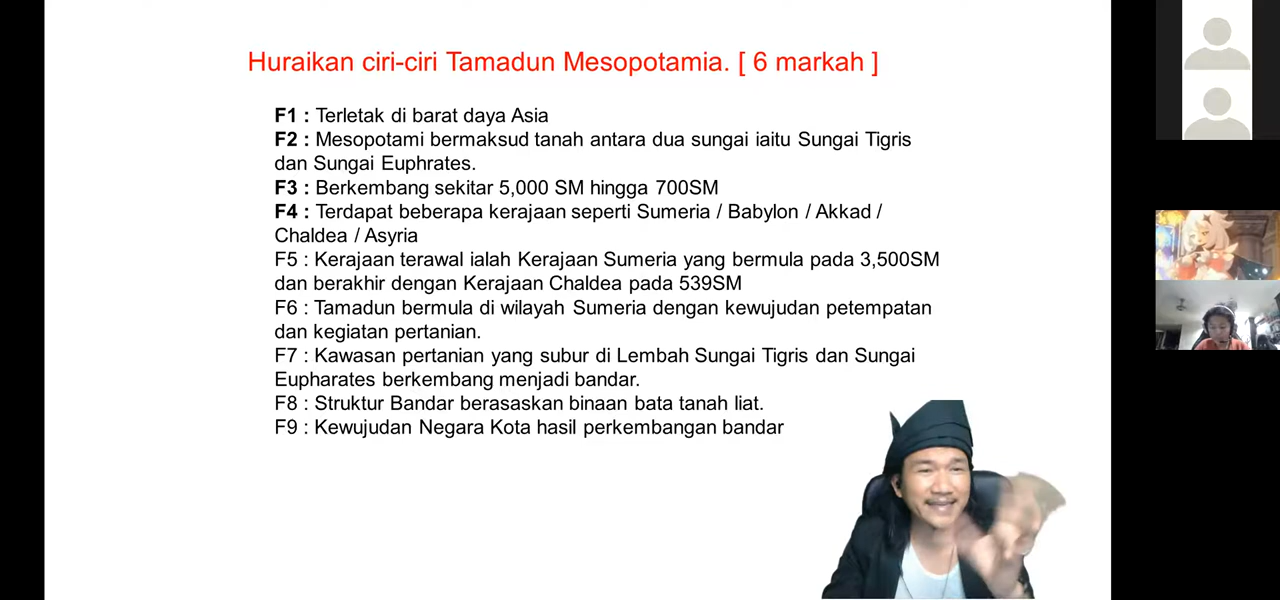 Huraikan ciri-ciri Tamadun Mesopotamia. [ 6 markah ]
F1 : Terletak di barat daya Asia
F2 : Mesopotami bermaksud tanah antara dua sungai iaitu Sungai Tigris
dan Sungai Euphrates.
F3 : Berkembang sekitar 5,000 SM hingga 700SM
F4 : Terdapat beberapa kerajaan seperti Sumeria / Babylon / Akkad /
Chaldea / Asyria
F5 : Kerajaan terawal ialah Kerajaan Sumeria yang bermula pada 3,500SM
dan berakhir dengan Kerajaan Chaldea pada 539SM
F6 : Tamadun bermula di wilayah Sumeria dengan kewujudan petempatan
dan kegiatan pertanian.
F7 : Kawasan pertanian yang subur di Lembah Sungai Tigris dan Sungai
Eupharates berkembang menjadi bandar.
F8 : Struktur Bandar berasaskan binaan bata tanah liat.
F9 : Kewujudan Negara Kota hasil perkembangan bandar